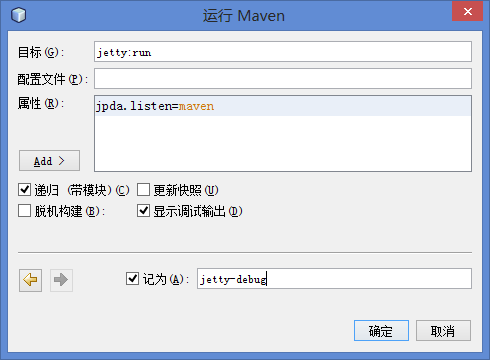 运行 Maven
目标(G): jetty:run
配置文件(P):
属性(R): jpda.listen=maven
Add >
递归 (带模块)(C) 更新快照(U)
脱机构建(B): 显示调试输出(D)
记为(A): jetty-debug
确定 取消